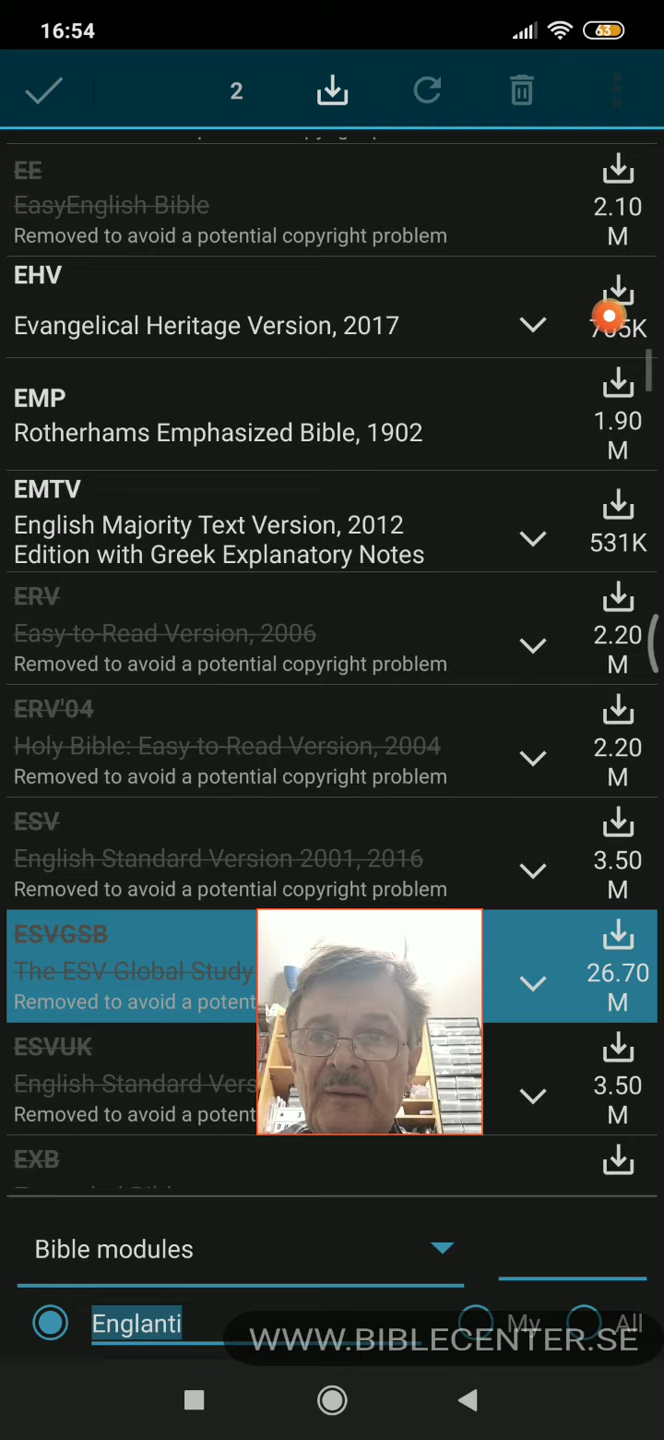 16:54
63
2
EE
EasyEnglish Bible
Removed to avoid a potential copyright problem
2.10
M
EHV
Evangelical Heritage Version, 2017
EMP
Rotherhams Emphasized Bible, 1902
1.90
M
EMTV
English Majority Text Version, 2012
Edition with Greek Explanatory Notes
531K
ERV
Easy-to-Read Version, 2006
Removed to avoid a potential copyright problem
2.20
M
ERV'04
Holy Bible: Easy-to-Read Version, 2004
Removed to avoid a potential copyright problem
2.20
M
ESV
English Standard Version 2001, 2016
Removed to avoid a potential copyright problem
3.50
M
ESVGSB
The ESV Global Study
Removed to avoid a potent
26.70
M
ESVUK
English Standard Vers
Removed to avoid a potent
3.50
M
EXB
Bible modules
Englanti
My
All
WWW.BIBLECENTER.SE